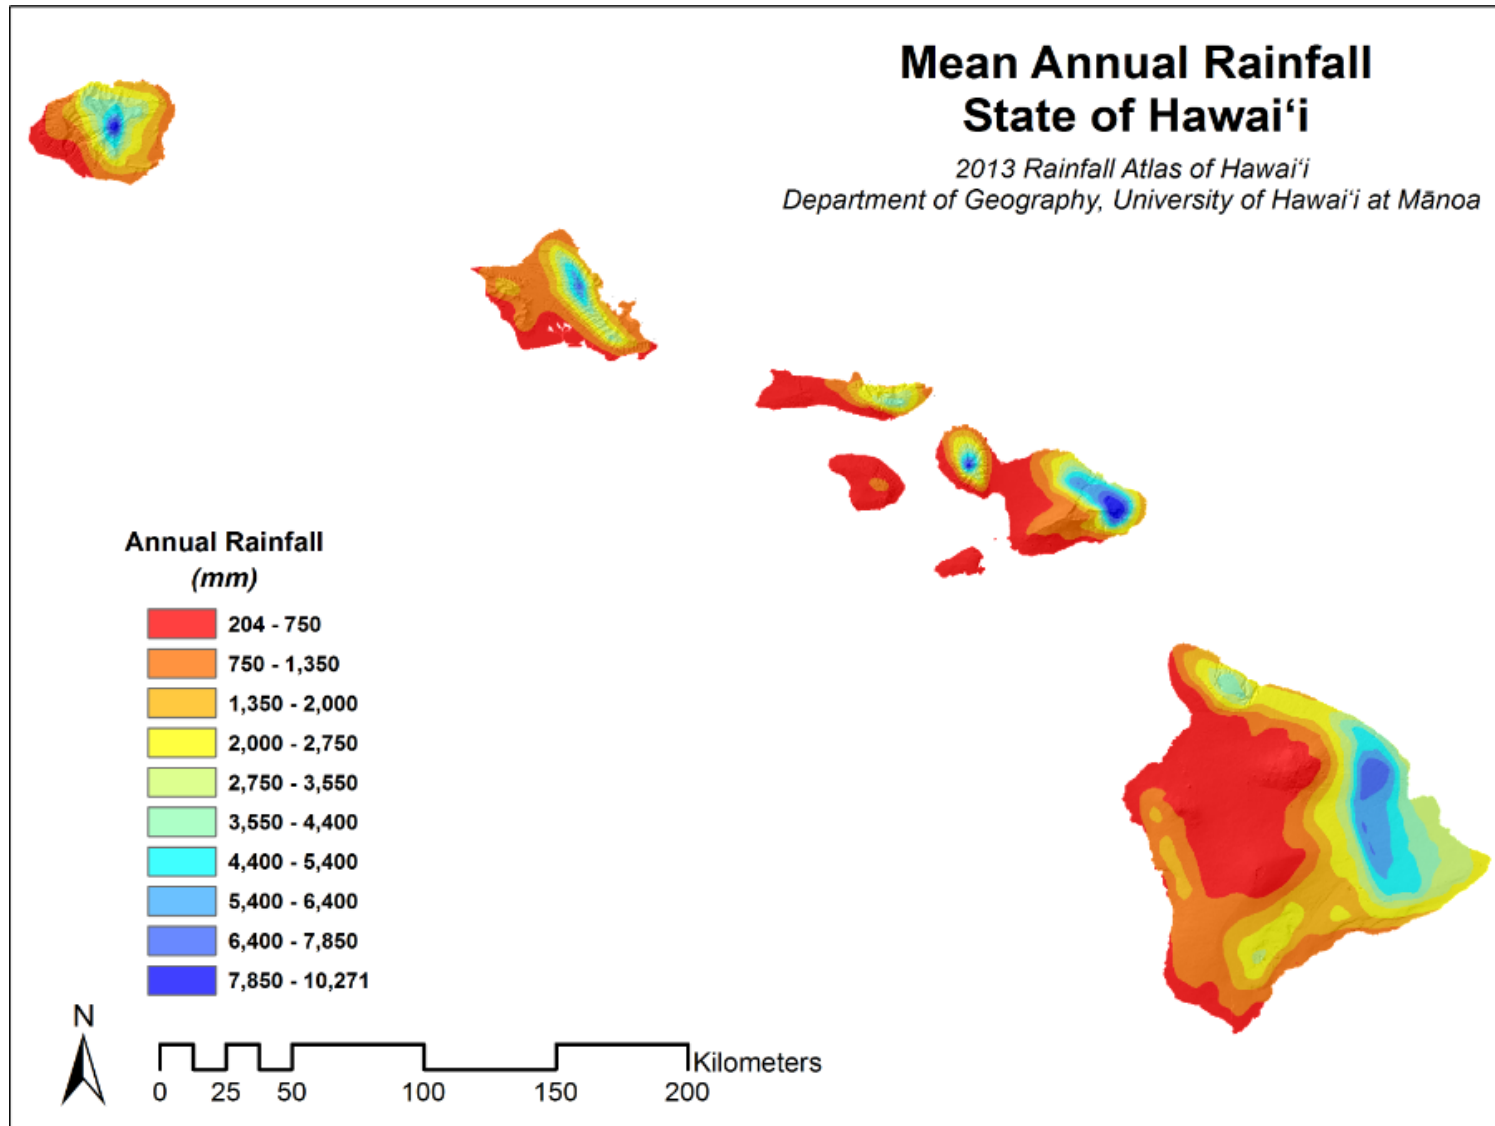 Mean Annual Rainfall
State of Hawai‘i
2013 Rainfall Atlas of Hawai‘i
Department of Geography, University of Hawai‘i at Mānoa
Annual Rainfall
(mm)
204 - 750
750 - 1,350
1,350 - 2,000
2,000 - 2,750
2,750 - 3,550
3,550 - 4,400
4,400 - 5,400
5,400 - 6,400
6,400 - 7,850
7,850 - 10,271
N
Kilometers
0 25 50 100 150 200